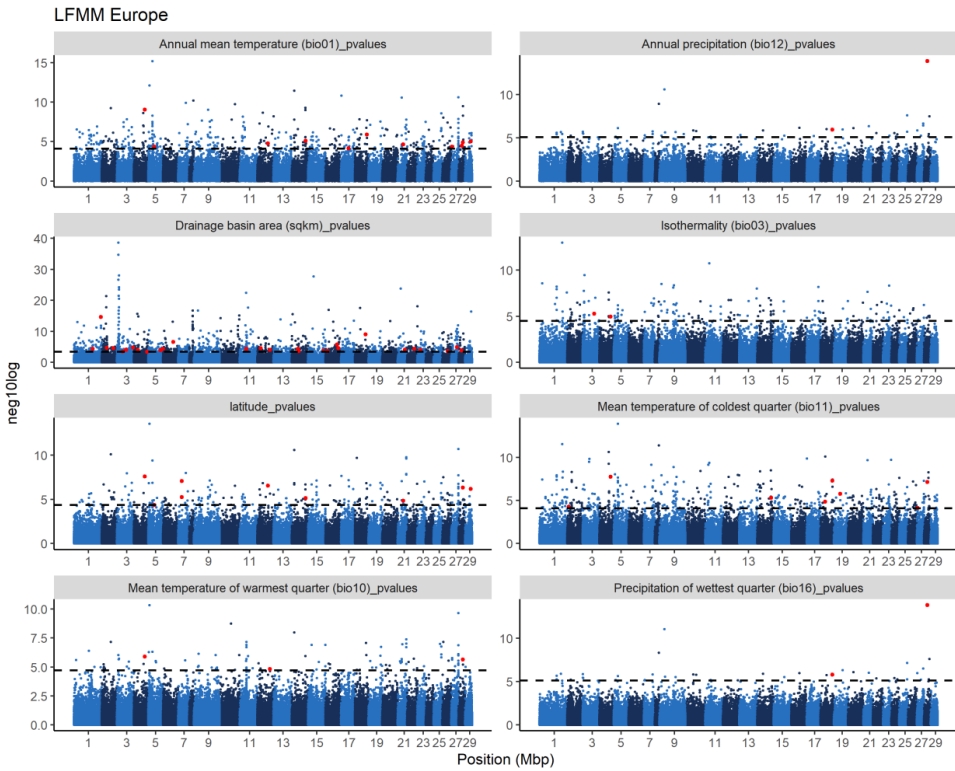 LFMM Europe
neg10log
Annual mean temperature (bio01)_pvalues
15
10
5
0
1 3 5 7 9 11 13 15 17 19 21 23 25 27 29
Annual precipitation (bio12)_pvalues
10
5
0
1 3 5 7 9 11 13 15 17 19 21 23 25 27 29
Drainage basin area (sqkm)_pvalues
40
30
20
10
0
1 3 5 7 9 11 13 15 17 19 21 23 25 27 29
Isothermality (bio03)_pvalues
10
5
0
1 3 5 7 9 11 13 15 17 19 21 23 25 27 29
latitude_pvalues
10
5
0
1 3 5 7 9 11 13 15 17 19 21 23 25 27 29
Mean temperature of coldest quarter (bio11)_pvalues
10
5
0
1 3 5 7 9 11 13 15 17 19 21 23 25 27 29
Mean temperature of warmest quarter (bio10)_pvalues
10.0
7.5
5.0
2.5
0.0
1 3 5 7 9 11 13 15 17 19 21 23 25 27 29
Precipitation of wettest quarter (bio16)_pvalues
10
5
0
1 3 5 7 9 11 13 15 17 19 21 23 25 27 29
Position (Mbp)